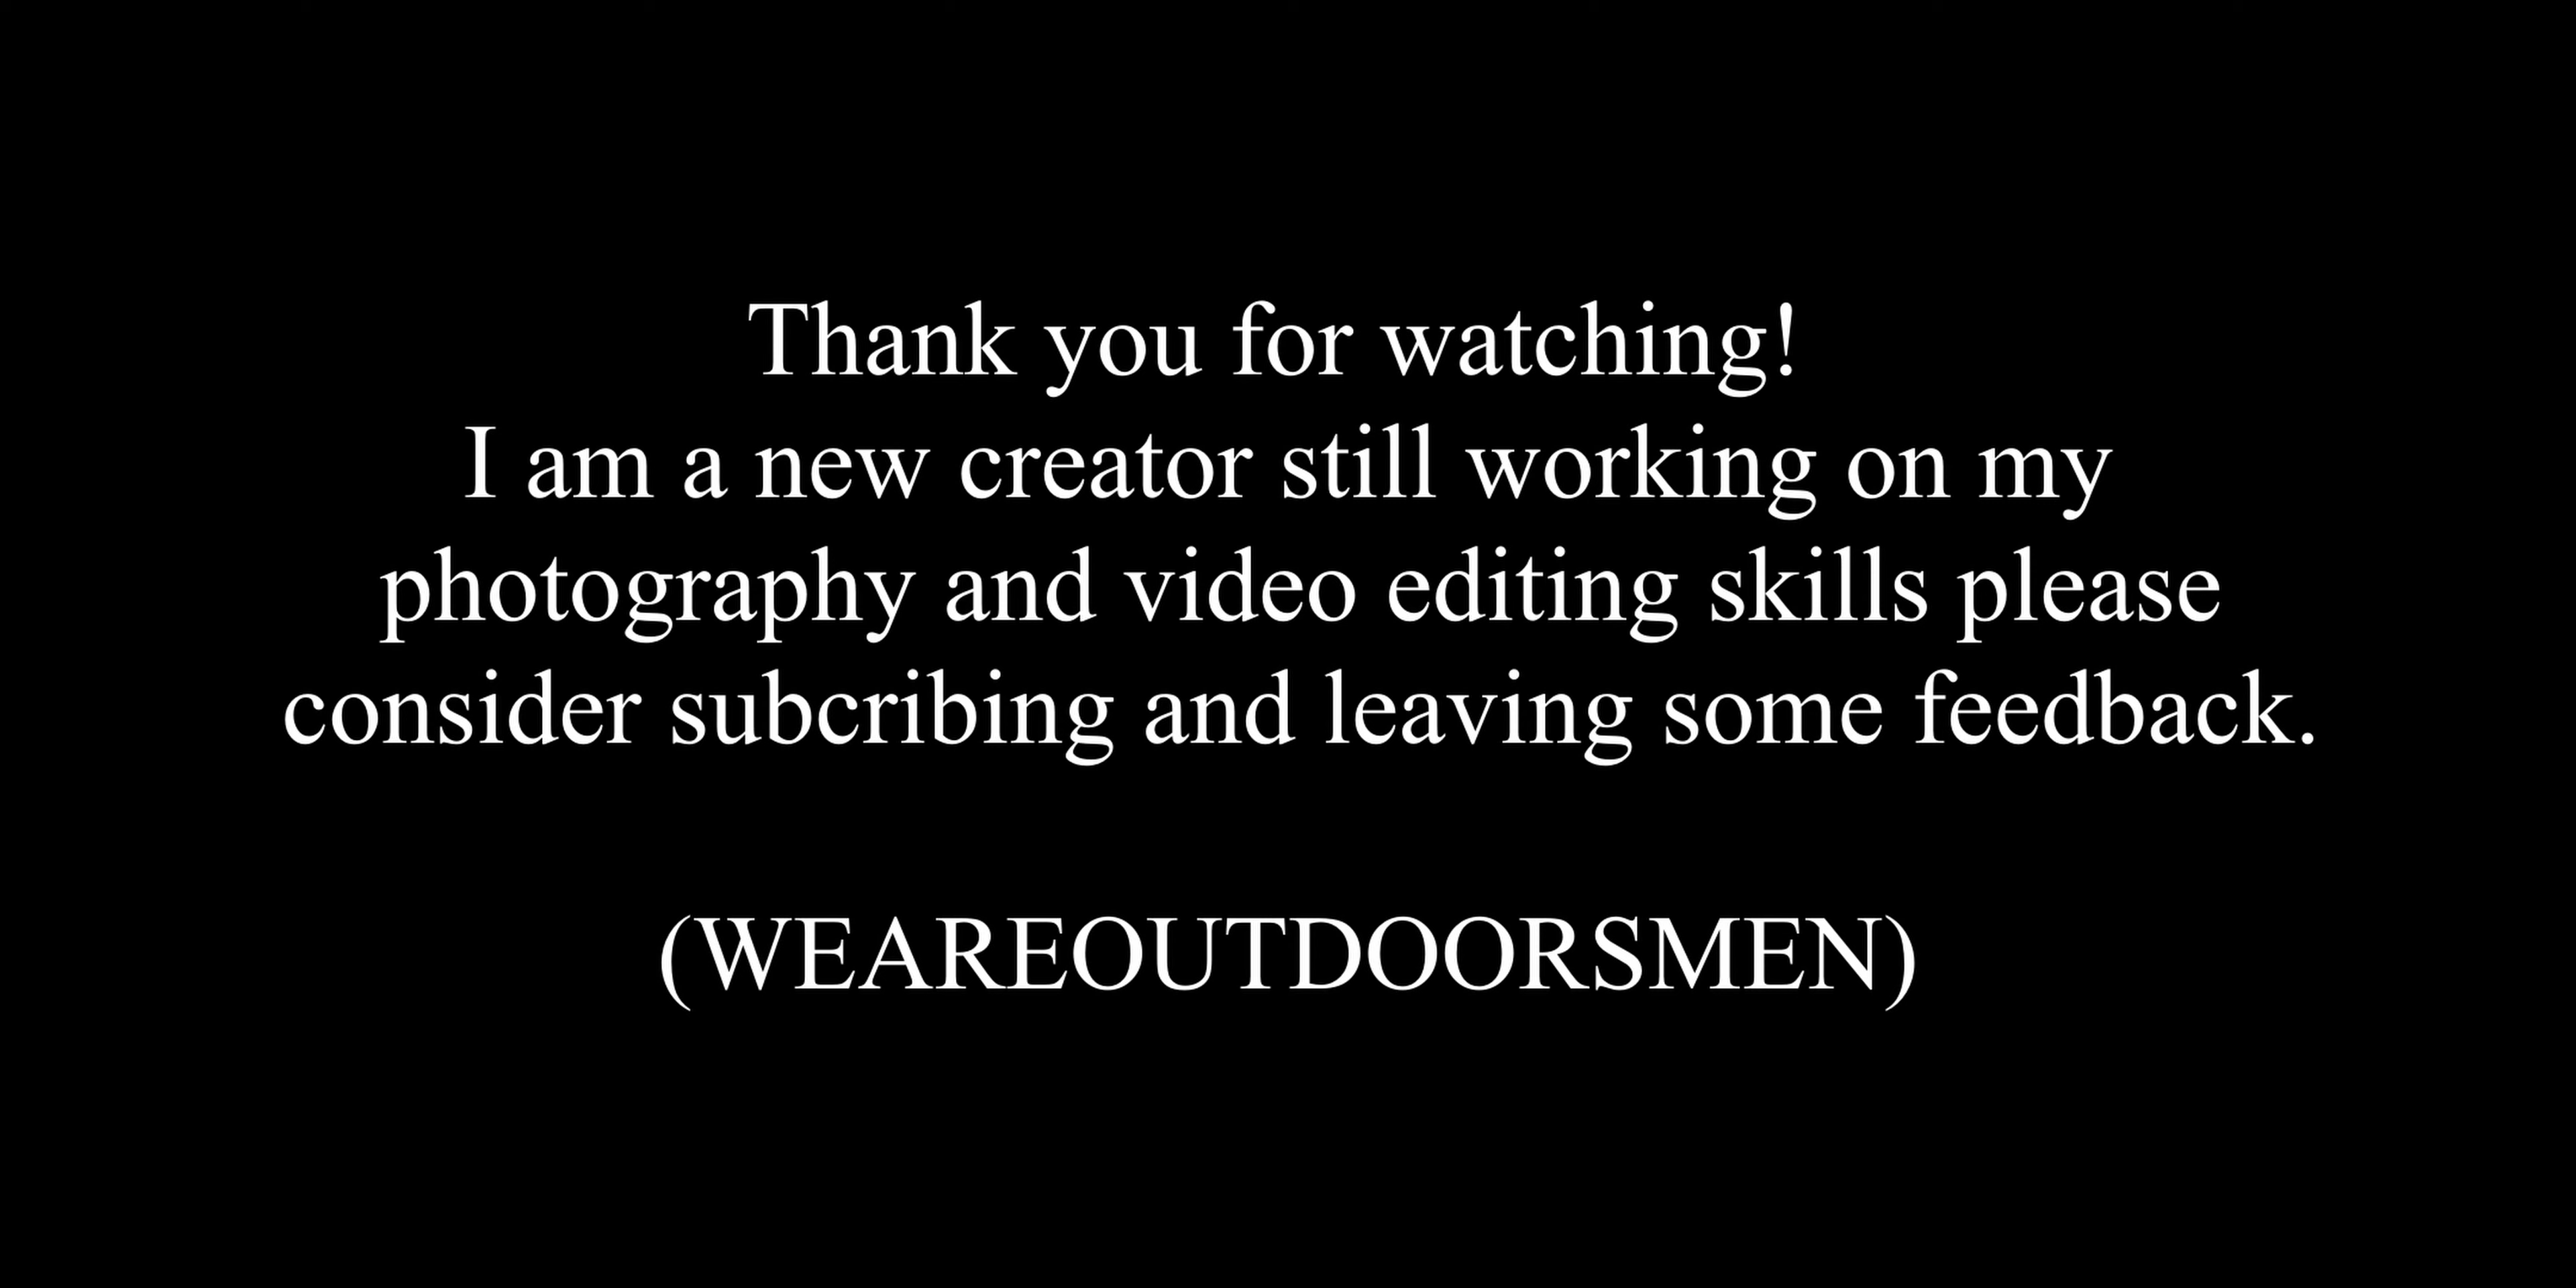 Thank you for watching!
I am a new creator still working on my
photography and video editing skills please
consider subcribing and leaving some feedback.
(WEAREOUTDOORSMEN)